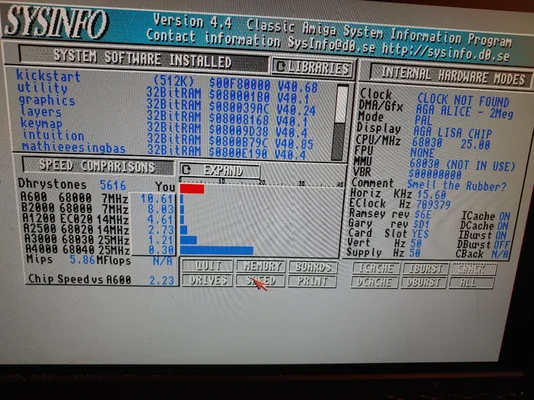 SYSINFO
Version 4.4 Classic Amiga System Information Program
Contact information SysInfo@d0.se http://sysinfo.d0.se
SYSTEM SOFTWARE INSTALLED
LIBRARIES
kickstart (512K) $00F80000 V40.68
utility 32BitRAM $080001B0 V40.1
graphics 32BitRAM $080039AC V40.24
layers 32BitRAM $08008168 V40.1
keymap 32BitRAM $08009D38 V40.4
intuition 32BitRAM $0800B79C V40.85
mathieeesingbas 32BitRAM $0800E190 V40.4
INTERNAL HARDWARE MODES
Clock CLOCK NOT FOUND
DMA/Gfx AGA ALICE - 2Meg
Mode PAL
Display AGA LISA CHIP
CPU/MHz 68030 25.00
FPU NONE
MMU 68030 (NOT IN USE)
VBR $00000000
Comment Smell the Rubber?
Horiz KHz 15.60
EClock Hz 709379
Ramsey rev $6E ICache ON
Gary rev $D1 DCache ON
Card Slot YES IBurst ON
Vert Hz 50 DBurst OFF
Supply Hz 50 CBack N/A
SPEED COMPARISONS
EXPAND
Dhrystones 5616 You
A600 68000 7MHz 10.61
B2000 68000 7MHz 8.03
A1200 EC020 14MHz 4.61
A2500 68020 14MHz 2.73
A3000 68030 25MHz 1.21
A4000 68040 25MHz 0.30
Mips 5.86 MFlops N/A
Chip Speed vs A600 2.23
QUIT MEMORY BOARDS
DRIVES SPEED PRINT
ICACHE IBURST CBACK
DCACHE DBURST ALL